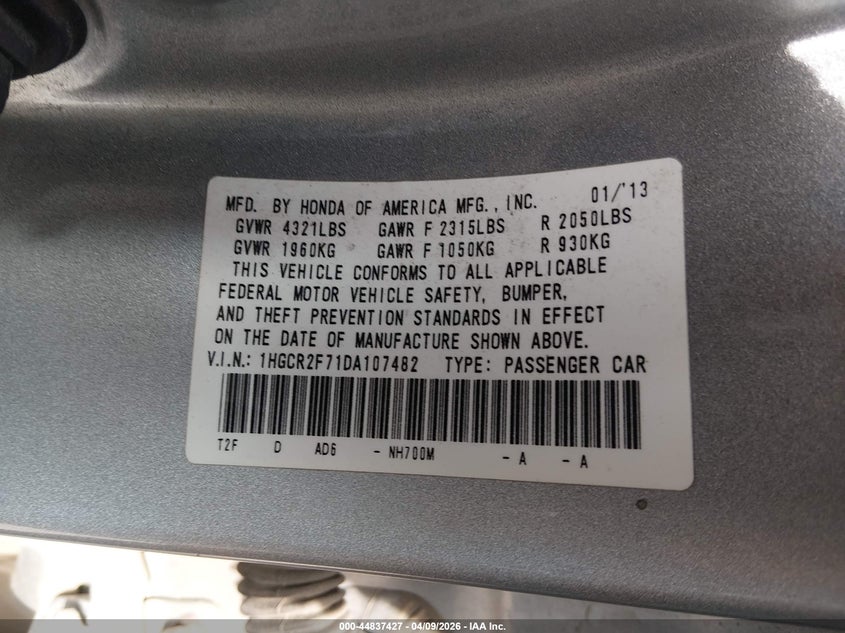 MFD. BY HONDA OF AMERICA MFG., INC. 01/'13
GVWR 4321LBS GAWR F 2315LBS R 2050LBS
GVWR 1960KG GAWR F 1050KG R 930KG
THIS VEHICLE CONFORMS TO ALL APPLICABLE
FEDERAL MOTOR VEHICLE SAFETY, BUMPER,
AND THEFT PREVENTION STANDARDS IN EFFECT
ON THE DATE OF MANUFACTURE SHOWN ABOVE.
V.I.N.: 1HGCR2F71DA107482 TYPE: PASSENGER CAR
T2F D AD6 - NH700M - A - A
000-44837427 - 04/09/2026 - IAA Inc.